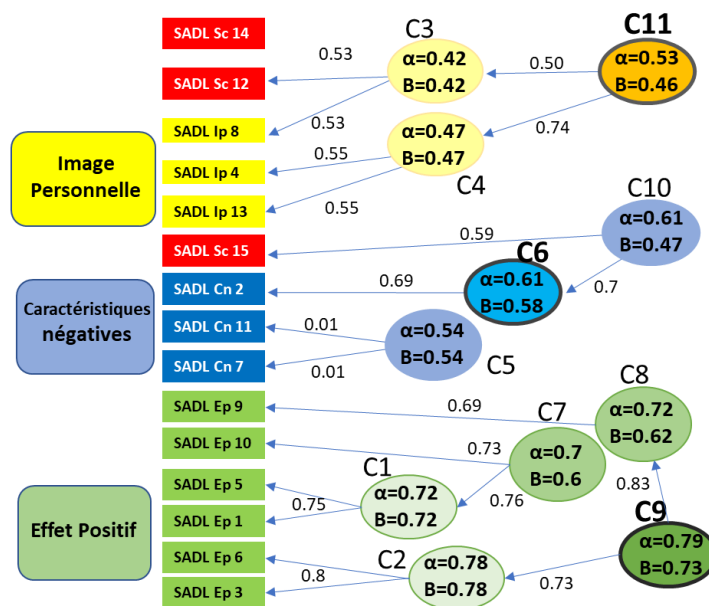 SADL Sc 14
SADL Sc 12
SADL Ip 8
SADL Ip 4
SADL Ip 13
SADL Sc 15
SADL Cn 2
SADL Cn 11
SADL Cn 7
SADL Ep 9
SADL Ep 10
SADL Ep 5
SADL Ep 1
SADL Ep 6
SADL Ep 3
Image
Personnelle
Caractéristiques
négatives
Effet Positif
C3
α=0.42
B=0.42
0.53
0.53
C11
α=0.53
B=0.46
0.50
0.74
α=0.47
B=0.47
C4
0.55
0.55
C10
α=0.61
B=0.47
0.59
0.7
C6
α=0.61
B=0.58
0.69
α=0.54
B=0.54
C5
0.01
0.01
C8
α=0.72
B=0.62
0.69
C7
α=0.7
B=0.6
0.73
0.76
C1
α=0.72
B=0.72
0.75
C9
α=0.79
B=0.73
0.83
0.73
C2
α=0.78
B=0.78
0.8